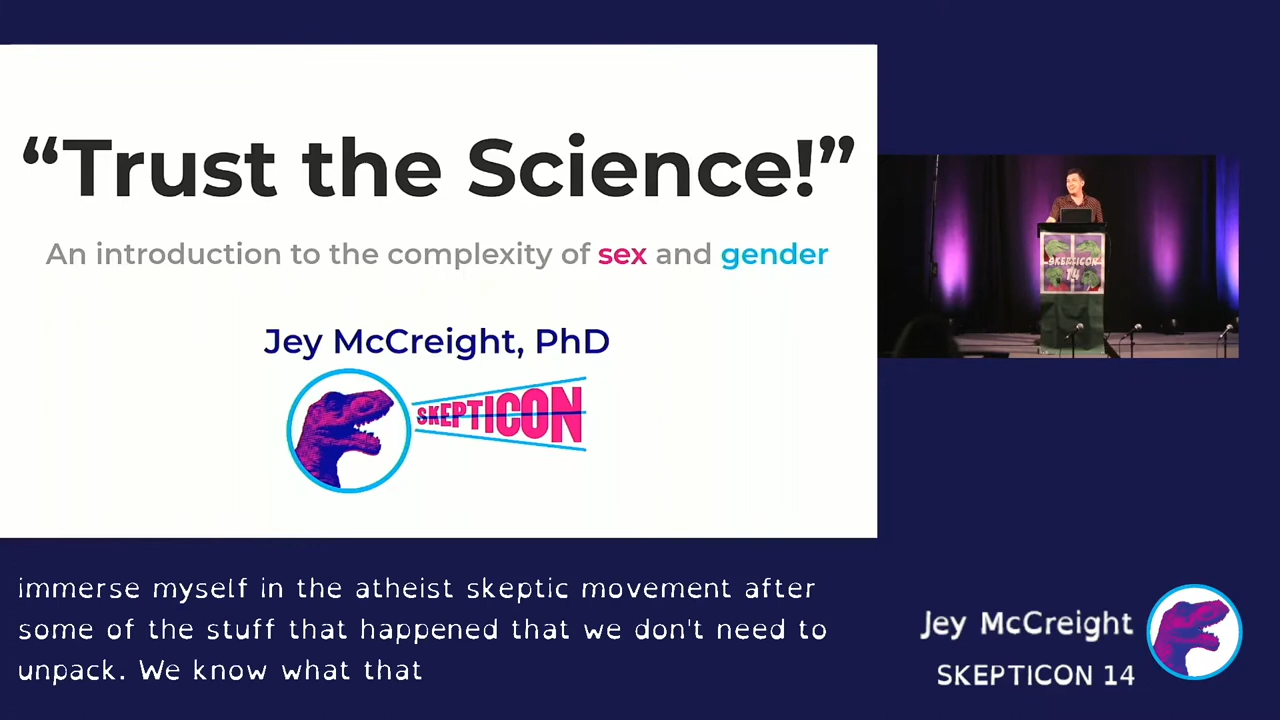 “Trust the Science!”
An introduction to the complexity of sex and gender
Jey McCreight, PhD
SKEPTICON
SKEPTICON
14
immerse myself in the atheist skeptic movement after
some of the stuff that happened that we don't need to
unpack. We know what that
Jey McCreight
SKEPTICON 14